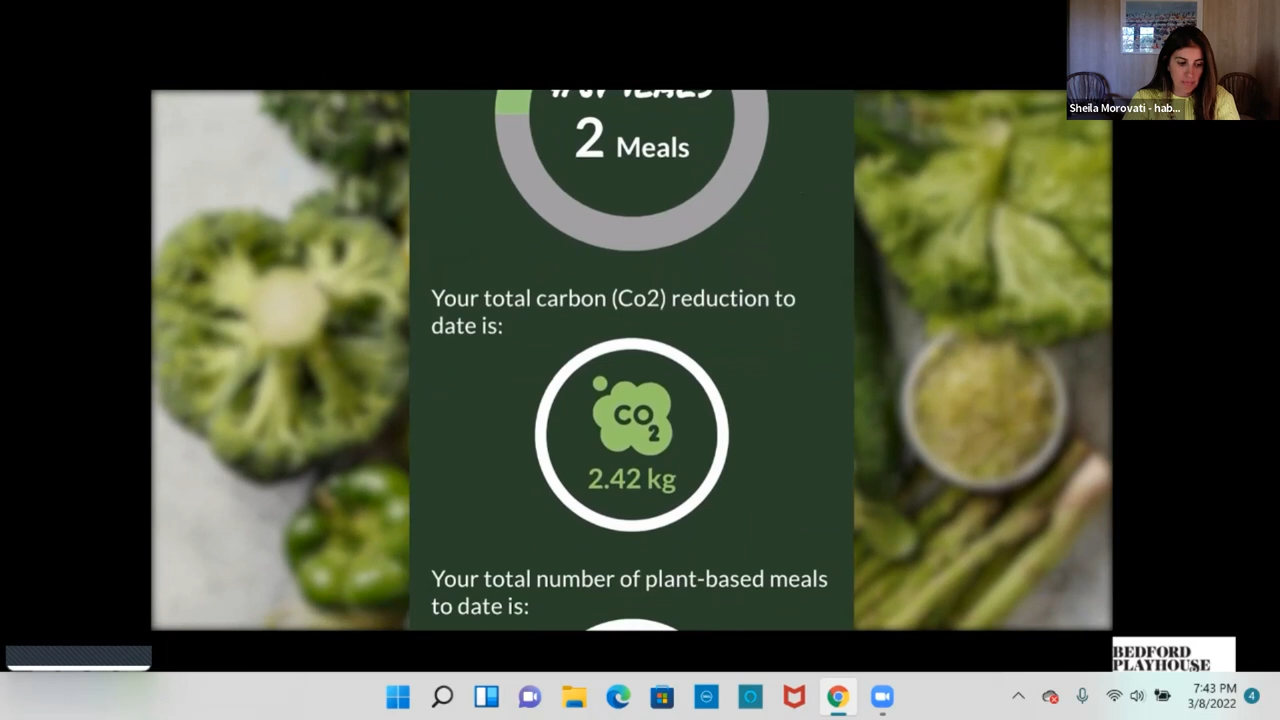 Sheila Morovati - hab...
2 Meals
Your total carbon (Co2) reduction to
date is:
CO2
2.42 kg
Your total number of plant-based meals
to date is:
BEDFORD
PLAYHOUSE
7:43 PM
3/8/2022
4